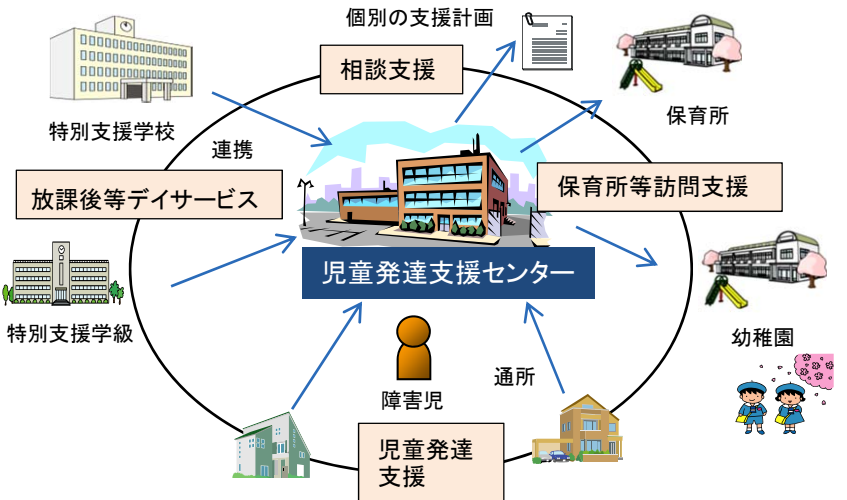 個別の支援計画
相談支援
特別支援学校
保育所
連携
放課後等デイサービス
保育所等訪問支援
児童発達支援センター
特別支援学級
幼稚園
通所
障害児
児童発達
支援